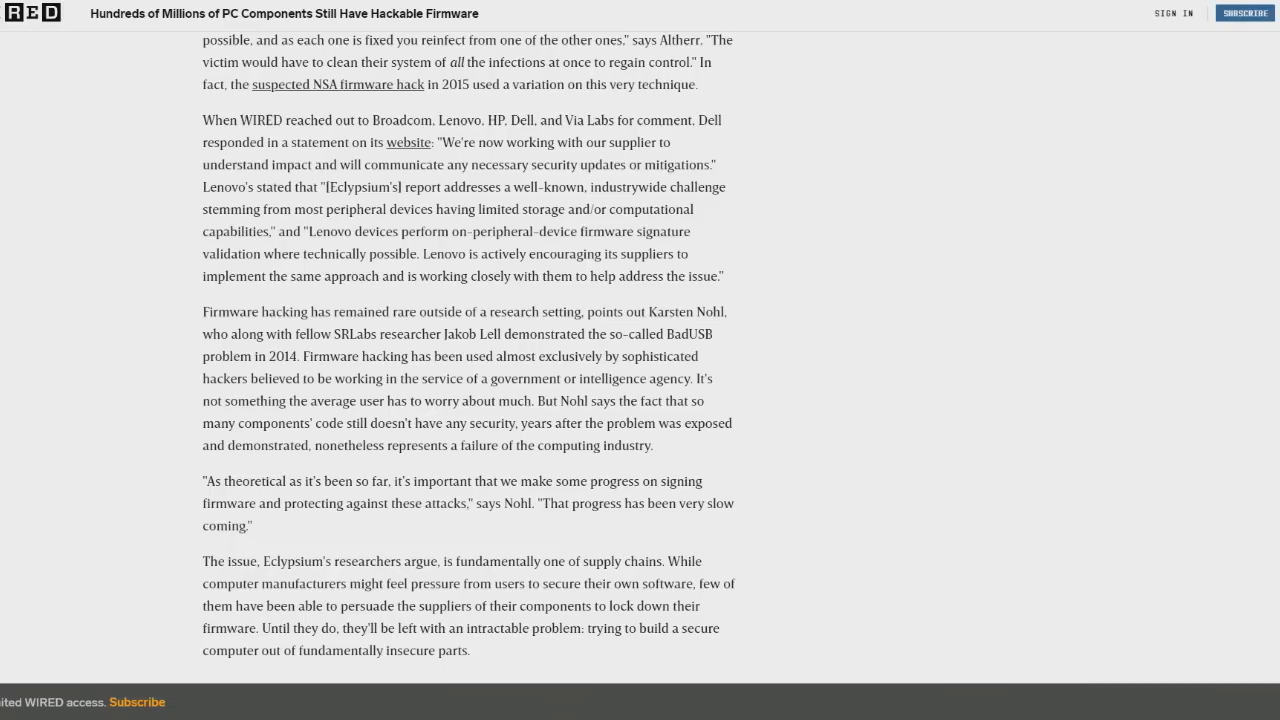 RED
Hundreds of Millions of PC Components Still Have Hackable Firmware
SIGN IN
SUBSCRIBE
possible, and as each one is fixed you reinfect from one of the other ones," says Altherr. "The
victim would have to clean their system of all the infections at once to regain control." In
fact, the suspected NSA firmware hack in 2015 used a variation on this very technique.
When WIRED reached out to Broadcom, Lenovo, HP, Dell, and Via Labs for comment, Dell
responded in a statement on its website: "We're now working with our supplier to
understand impact and will communicate any necessary security updates or mitigations."
Lenovo's stated that "[Eclypsium's] report addresses a well-known, industrywide challenge
stemming from most peripheral devices having limited storage and/or computational
capabilities," and "Lenovo devices perform on-peripheral-device firmware signature
validation where technically possible. Lenovo is actively encouraging its suppliers to
implement the same approach and is working closely with them to help address the issue."
Firmware hacking has remained rare outside of a research setting, points out Karsten Nohl,
who along with fellow SRLabs researcher Jakob Lell demonstrated the so-called BadUSB
problem in 2014. Firmware hacking has been used almost exclusively by sophisticated
hackers believed to be working in the service of a government or intelligence agency. It's
not something the average user has to worry about much. But Nohl says the fact that so
many components' code still doesn't have any security, years after the problem was exposed
and demonstrated, nonetheless represents a failure of the computing industry.
"As theoretical as it's been so far, it's important that we make some progress on signing
firmware and protecting against these attacks," says Nohl. "That progress has been very slow
coming."
The issue, Eclypsium's researchers argue, is fundamentally one of supply chains. While
computer manufacturers might feel pressure from users to secure their own software, few of
them have been able to persuade the suppliers of their components to lock down their
firmware. Until they do, they'll be left with an intractable problem: trying to build a secure
computer out of fundamentally insecure parts.
ited WIRED access. Subscribe